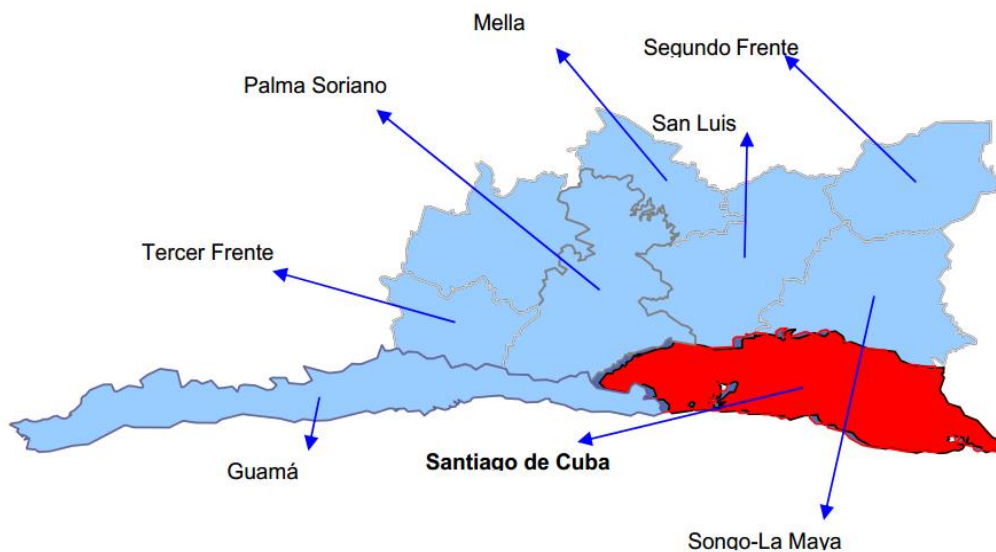 Mella
Segundo Frente
Palma Soriano
San Luis
Tercer Frente
Guamá
Santiago de Cuba
Songo-La Maya